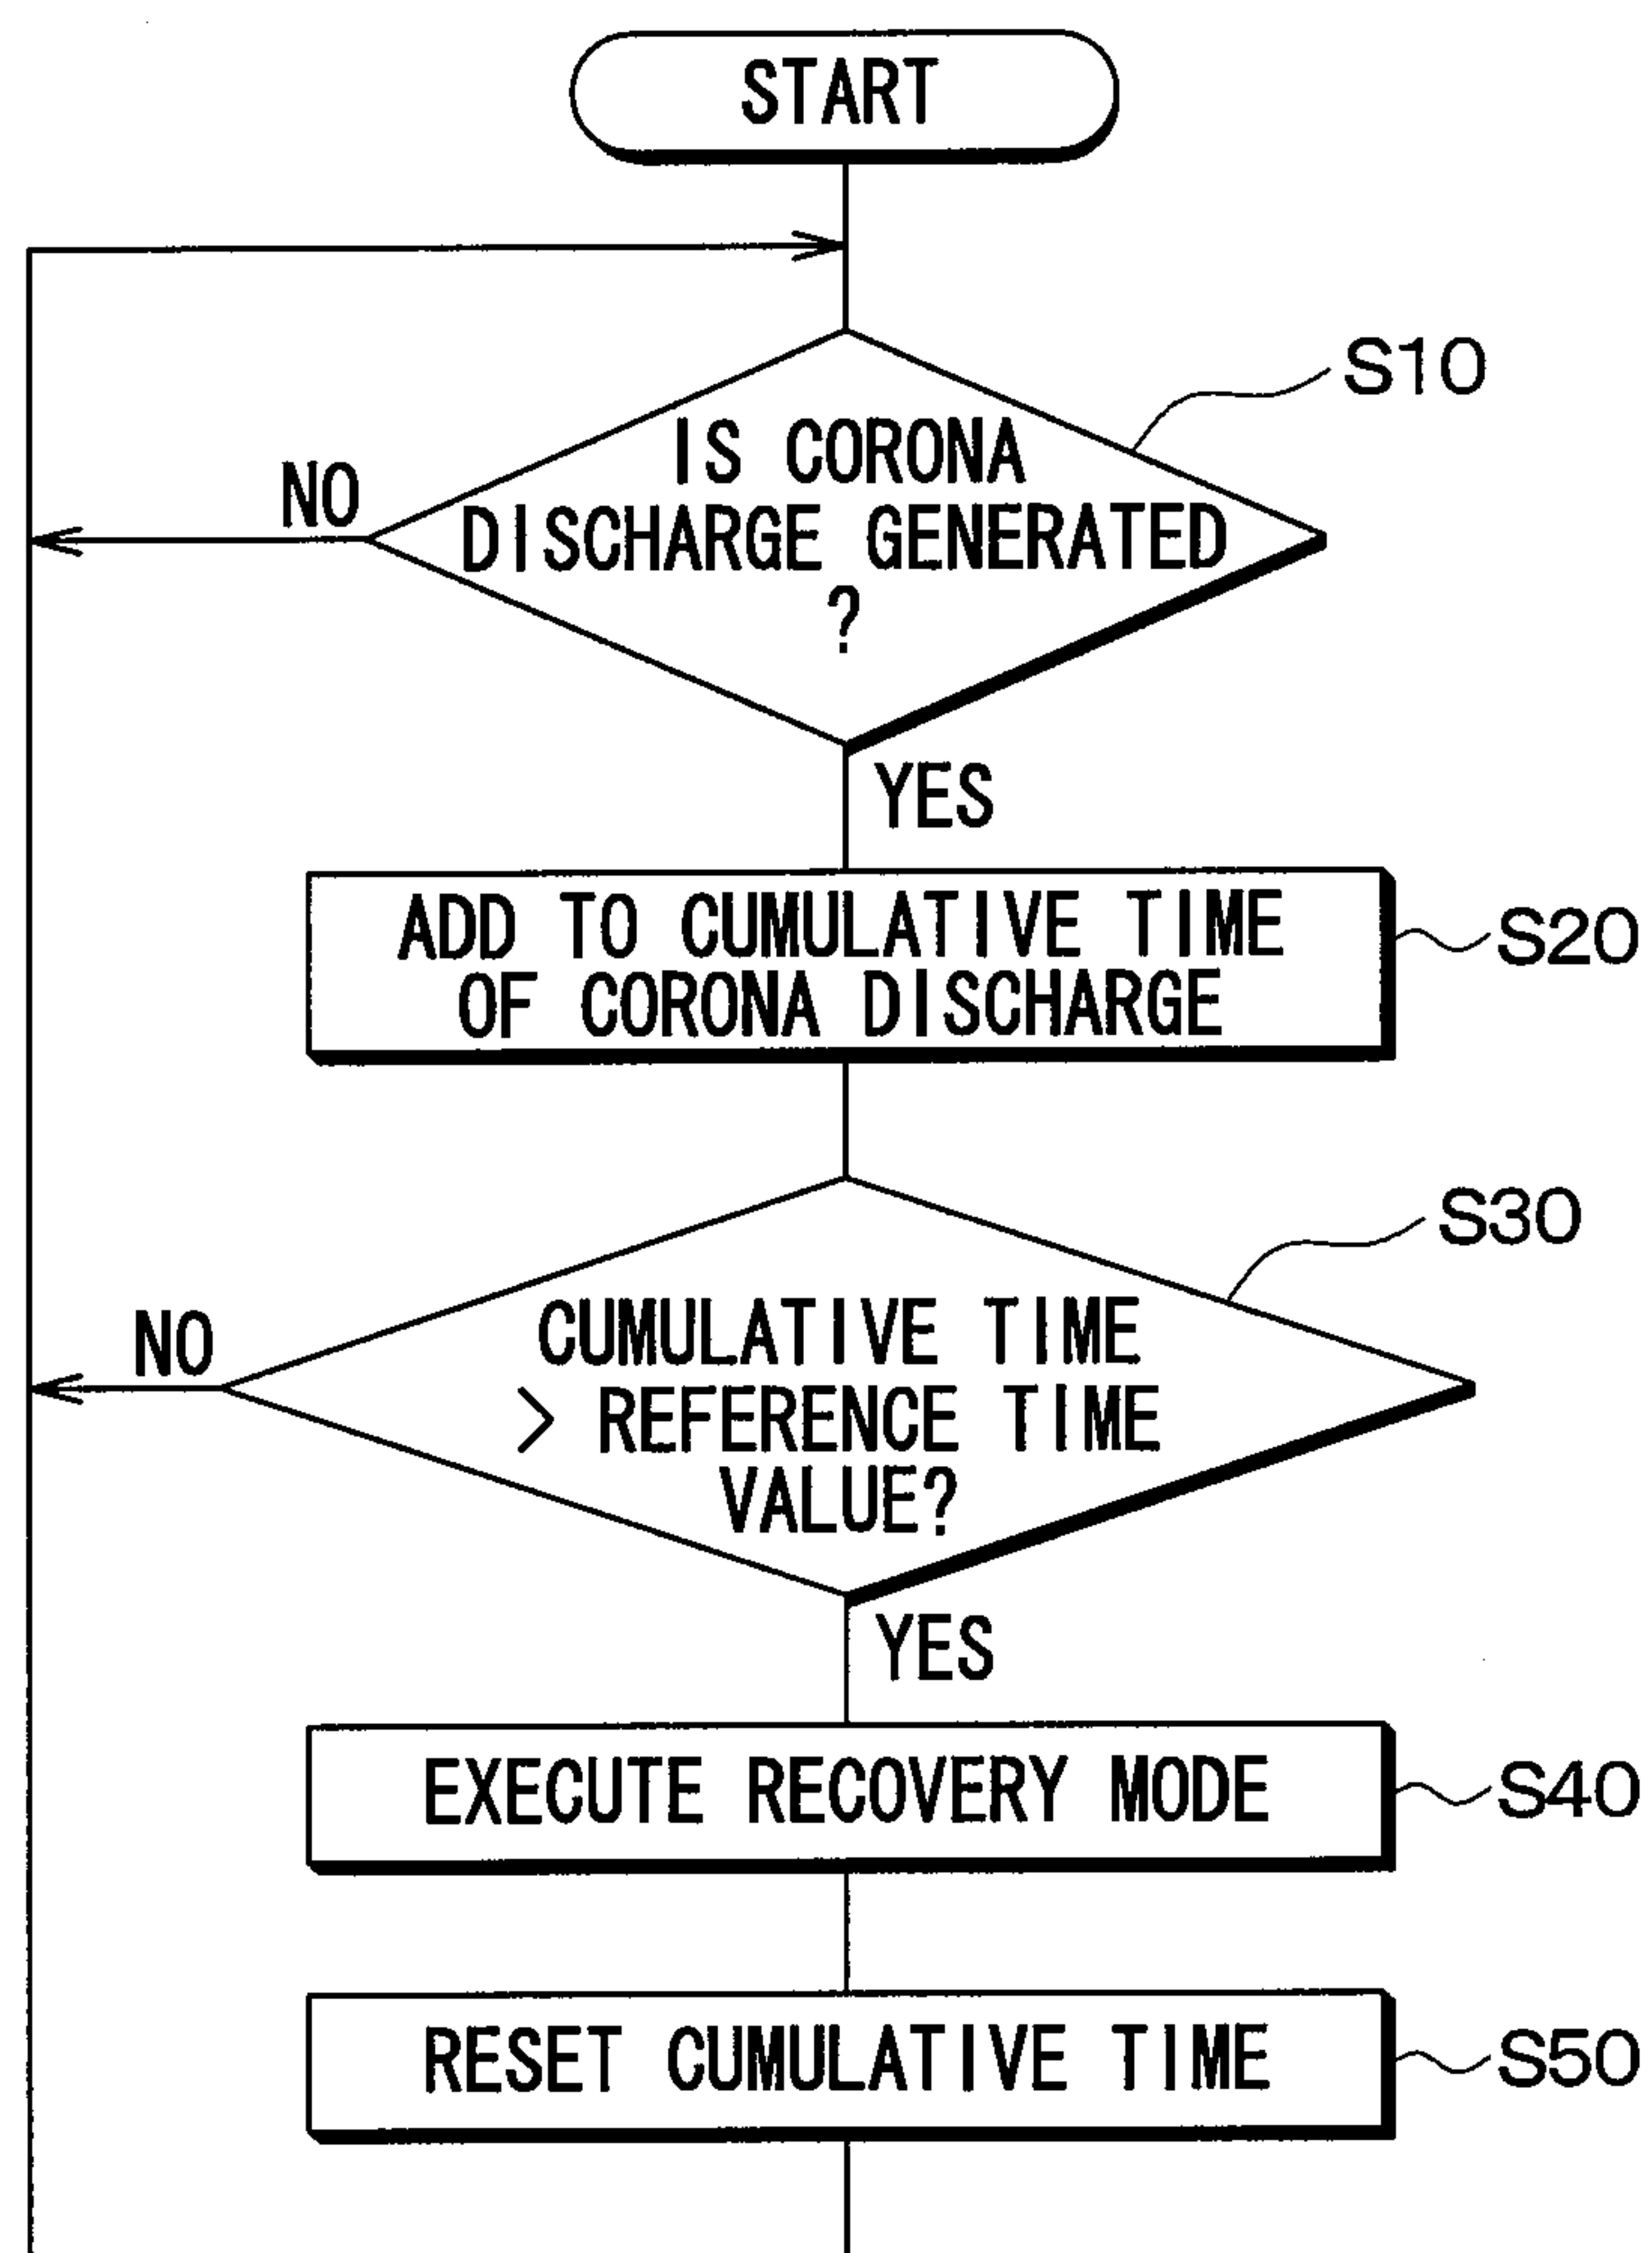 START
S10
IS CORONA
DISCHARGE GENERATED
?
NO
YES
ADD TO CUMULATIVE TIME
OF CORONA DISCHARGE
S20
S30
CUMULATIVE TIME
> REFERENCE TIME
VALUE?
NO
YES
EXECUTE RECOVERY MODE
S40
RESET CUMULATIVE TIME
S50